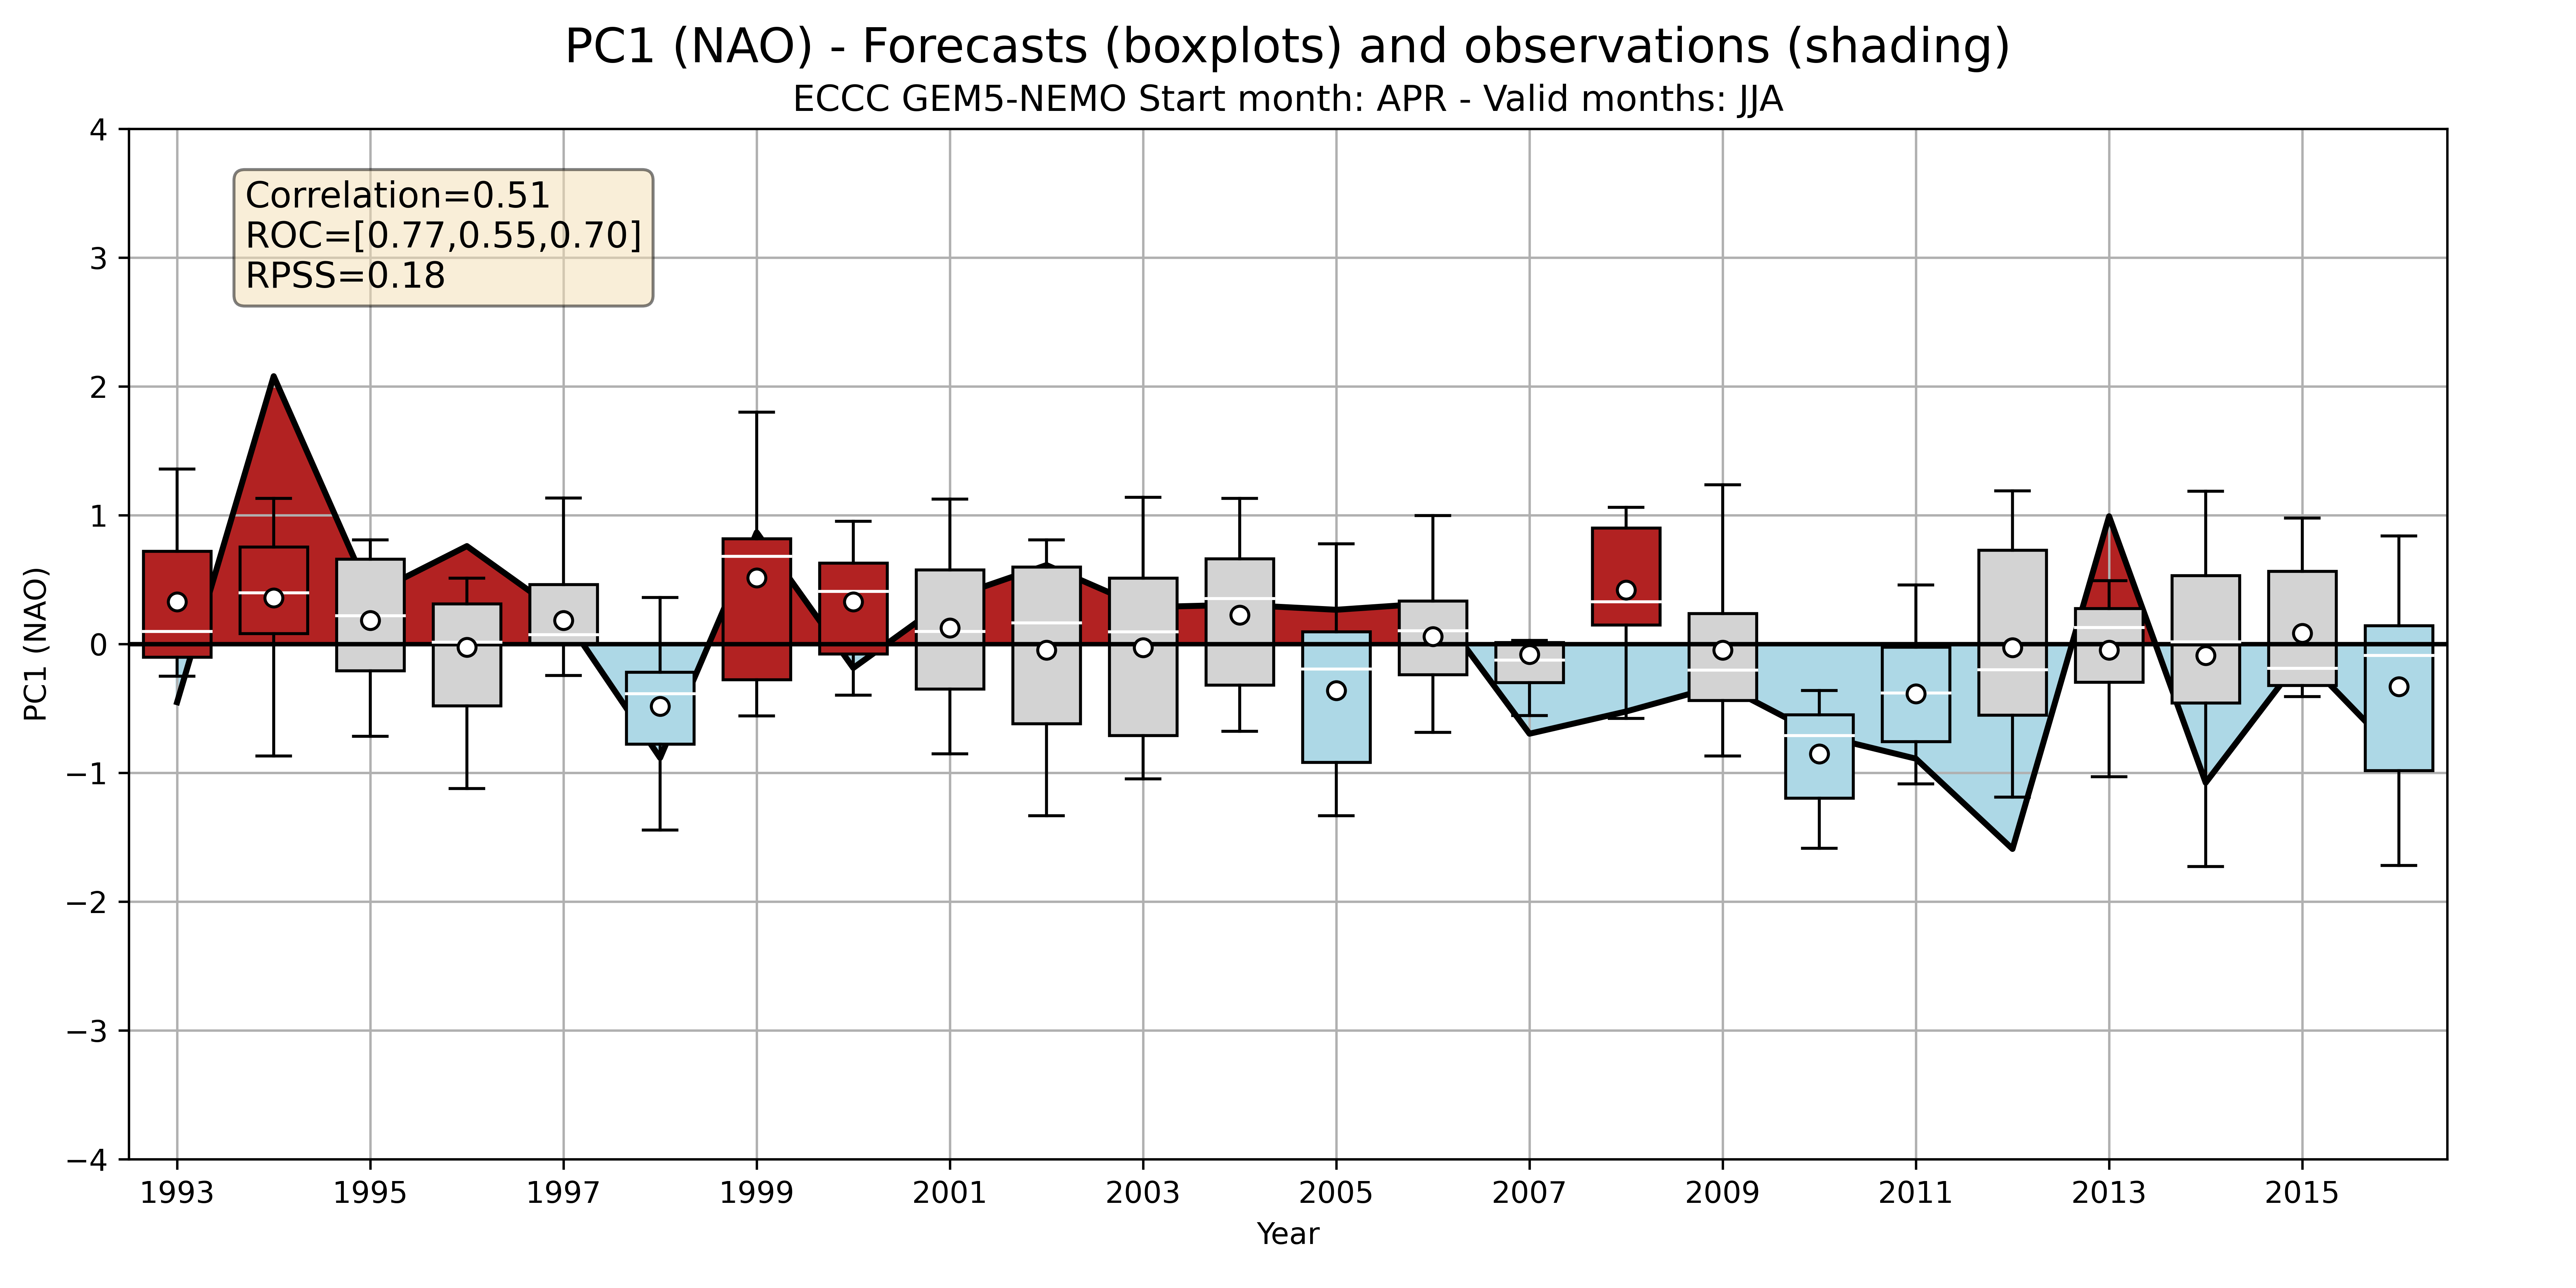 PC1 (NAO) - Forecasts (boxplots) and observations (shading)
ECCC GEM5-NEMO Start month: APR - Valid months: JJA
Correlation=0.51
ROC=[0.77,0.55,0.70]
RPSS=0.18
PC1 (NAO)
4
3
2
1
0
−1
−2
−3
−4
1993 1995 1997 1999 2001 2003 2005 2007 2009 2011 2013 2015
Year